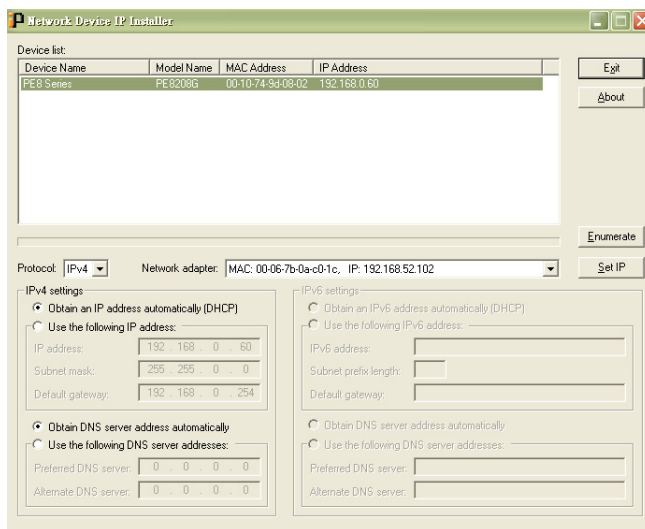 Network Device IP Installer
Device list:
Device Name Model Name MAC Address IP Address
PE8 Series PE8208G 00-10-74-9d-08-02 192.168.0.60
Exit
About
Enumerate
Protocol: IPv4 Network adapter: MAC: 00-06-7b-0a-c0-1c, IP: 192.168.52.102 Set IP
IPv4 settings
Obtain an IP address automatically (DHCP)
Use the following IP address:
IP address: 192 . 168 . 0 . 60
Subnet mask: 255 . 255 . 0 . 0
Default gateway: 192 . 168 . 0 . 254
Obtain DNS server address automatically
Use the following DNS server addresses:
Preferred DNS server: 0 . 0 . 0 . 0
Alternate DNS server: 0 . 0 . 0 . 0
IPv6 settings
Obtain an IPv6 address automatically (DHCP)
Use the following IPv6 address:
IPv6 address:
Subnet prefix length:
Default gateway:
Obtain DNS server address automatically
Use the following DNS server addresses:
Preferred DNS server:
Alternate DNS server: